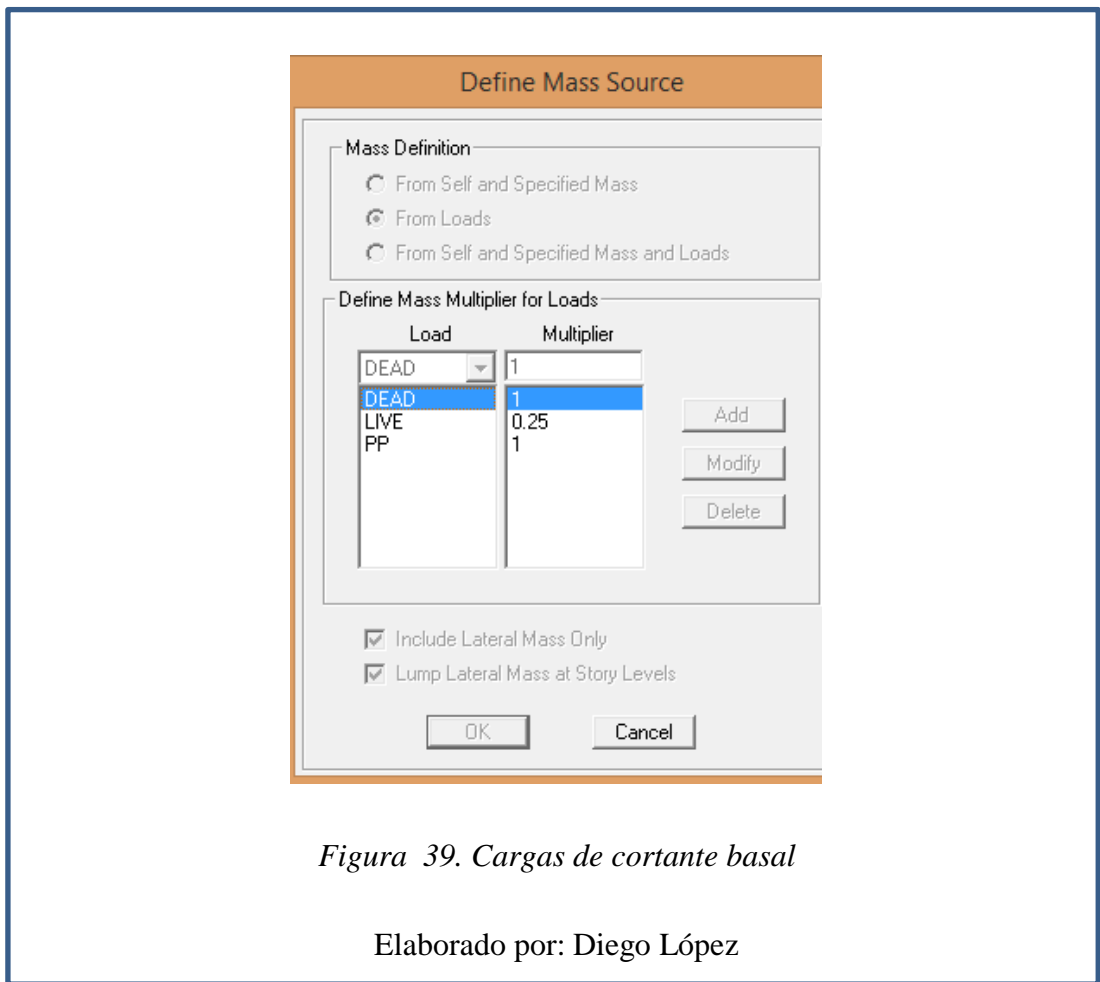 Define Mass Source
Mass Definition
From Self and Specified Mass
From Loads
From Self and Specified Mass and Loads
Define Mass Multiplier for Loads
Load Multiplier
DEAD 1
DEAD 1
LIVE 0.25
PP 1
Add
Modify
Delete
Include Lateral Mass Only
Lump Lateral Mass at Story Levels
OK Cancel
Figura 39. Cargas de cortante basal
Elaborado por: Diego López